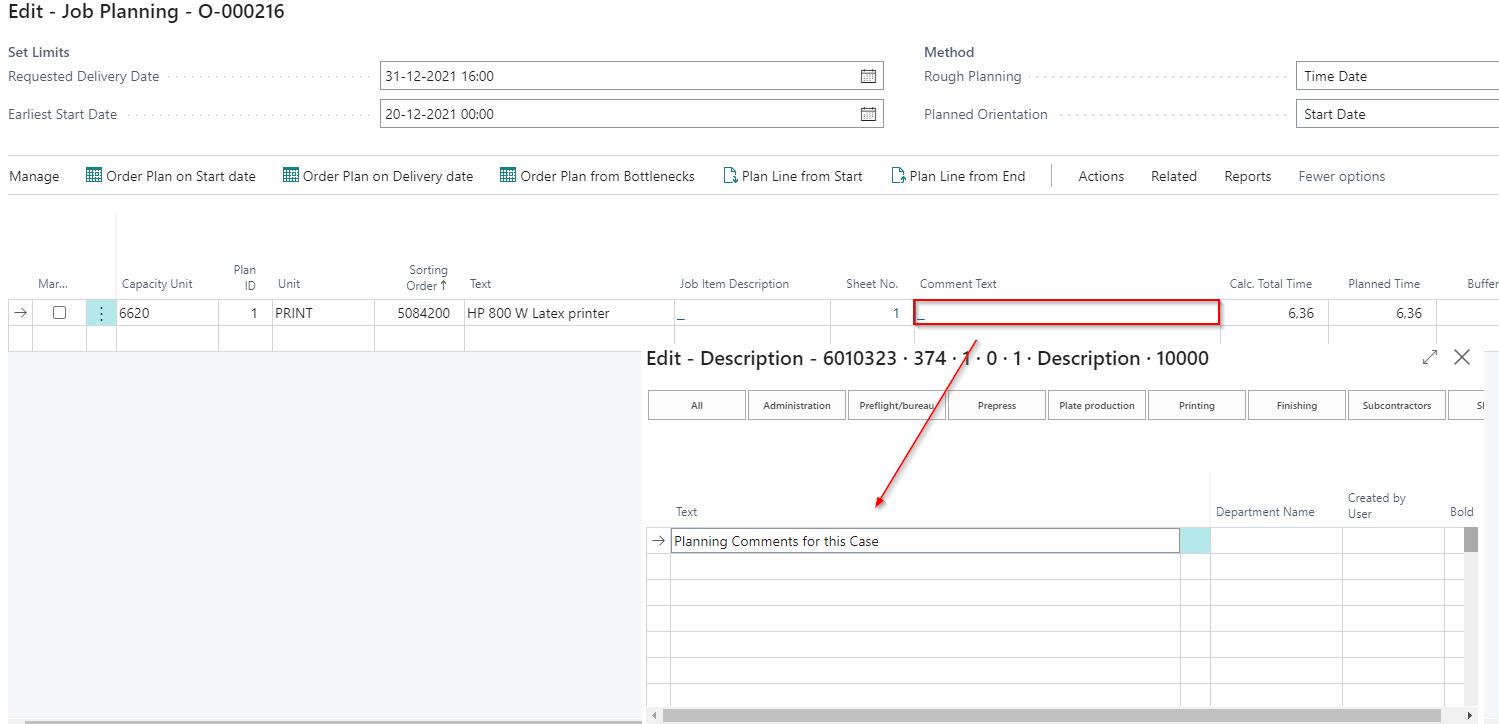 Edit - Job Planning - O-000216
Set Limits Method
Requested Delivery Date 31-12-2021 16:00 Rough Planning Time Date
Earliest Start Date 20-12-2021 00:00 Planned Orientation Start Date
Manage Order Plan on Start date Order Plan on Delivery date Order Plan from Bottlenecks Plan Line from Start Plan Line from End Actions Related Reports Fewer options
Mar... Capacity Unit Plan ID Unit Sorting Order ↑ Text Job Item Description Sheet No. Comment Text Calc. Total Time Planned Time Buffer
6620 1 PRINT 5084200 HP 800 W Latex printer _ 1 _ 6,36 6,36
Edit - Description - 6010323 · 374 · 1 · 0 · 1 · Description · 10000
All Administration Preflight/bureau Prepress Plate production Printing Finishing Subcontractors
Text Department Name Created by User Bold
Planning Comments for this Case